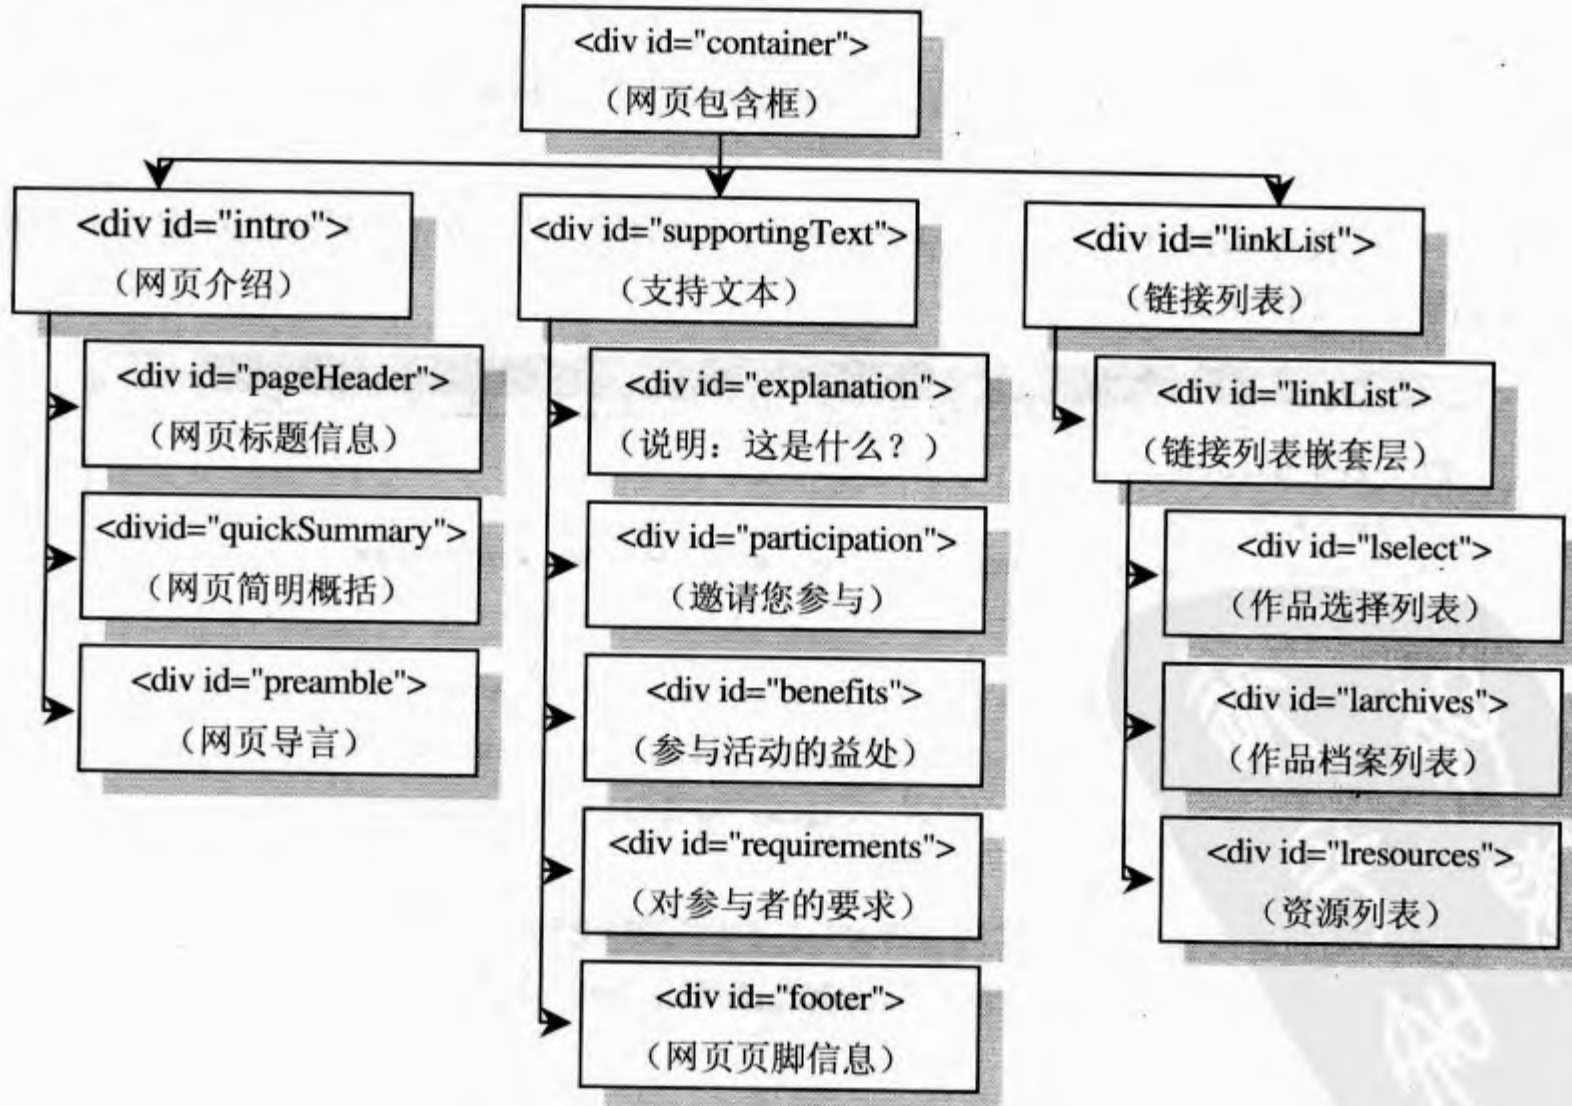 <div id="container">
（网页包含框）
<div id="intro">
（网页介绍）
<div id="pageHeader">
（网页标题信息）
<divid="quickSummary">
（网页简明概括）
<div id="preamble">
（网页导言）
<div id="supportingText">
（支持文本）
<div id="explanation">
（说明：这是什么？）
<div id="participation">
（邀请您参与）
<div id="benefits">
（参与活动的益处）
<div id="requirements">
（对参与者的要求）
<div id="footer">
（网页页脚信息）
<div id="linkList">
（链接列表）
<div id="linkList">
（链接列表嵌套层）
<div id="lselect">
（作品选择列表）
<div id="larchives">
（作品档案列表）
<div id="lresources">
（资源列表）